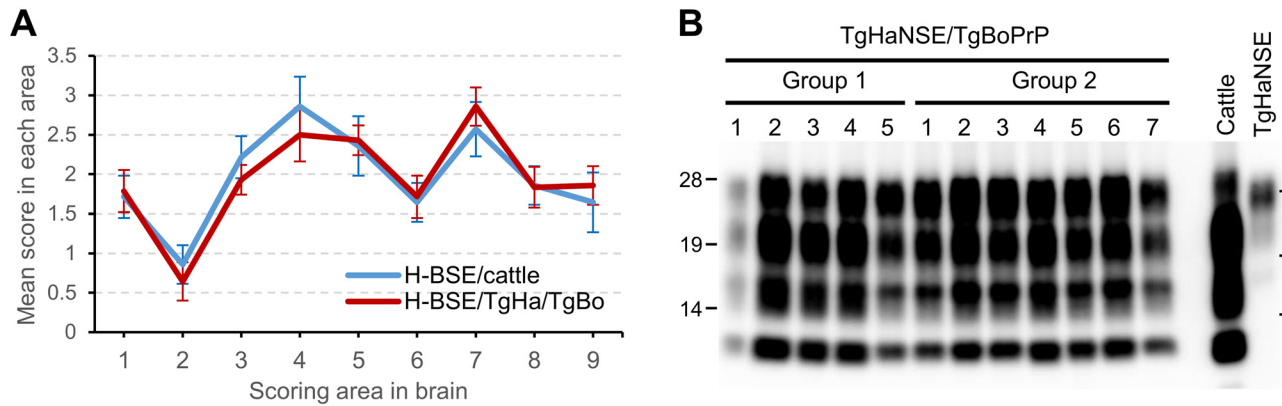 A
Mean score in each area
3.5
3
2.5
2
1.5
1
0.5
0
H-BSE/cattle
H-BSE/TgHa/TgBo
1 2 3 4 5 6 7 8 9
Scoring area in brain
B
TgHaNSE/TgBoPrP
Group 1 Group 2
1 2 3 4 5 1 2 3 4 5 6 7
Cattle
TgHaNSE
28
19
14